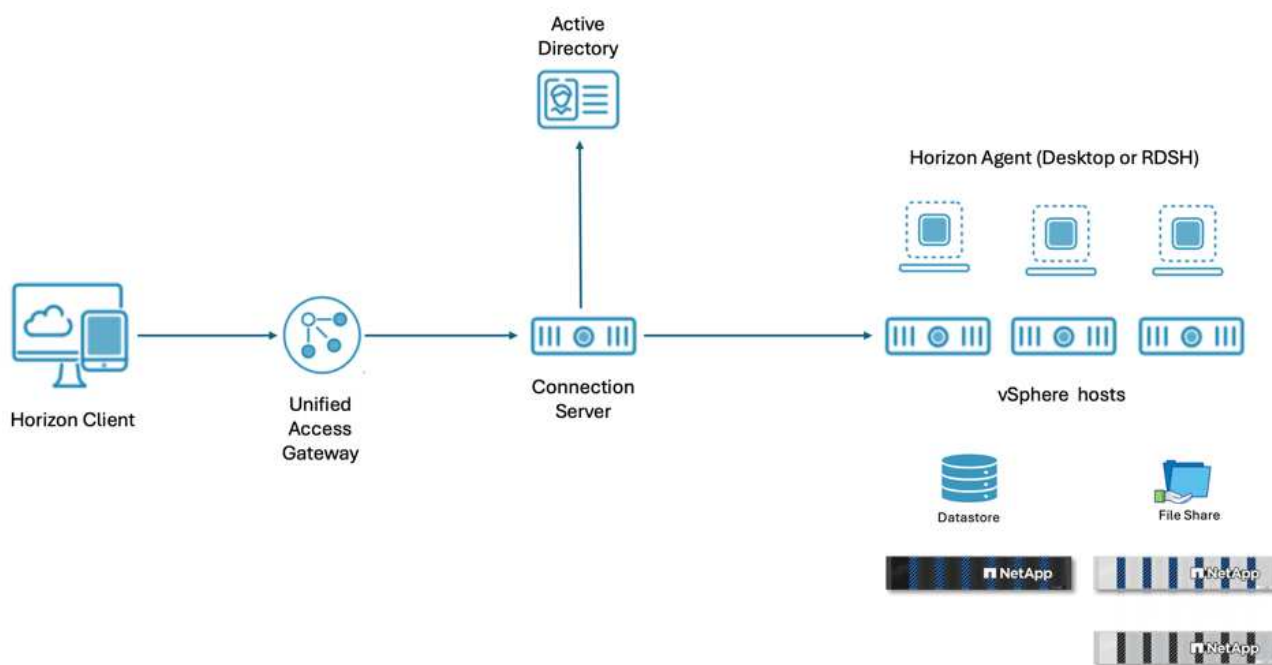 Active
Directory
Horizon Agent (Desktop or RDSH)
Horizon Client
Unified
Access
Gateway
Connection
Server
vSphere hosts
Datastore
File Share
NetApp
NetApp
NetApp